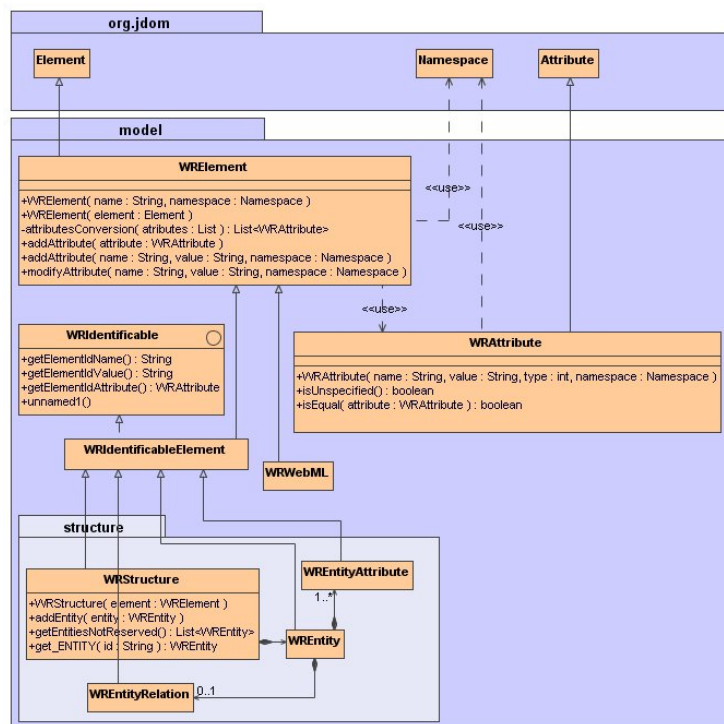 org.jdom
Element
Namespace
Attribute
model
WRElement
+WRElement( name : String, namespace : Namespace )
+WRElement( element : Element )
-attributesConversion( atributes : List ) : List<WRAttribute>
+addAttribute( attribute : WRAttribute )
+addAttribute( name : String, value : String, namespace : Namespace )
+modifyAttribute( name : String, value : String, namespace : Namespace )
<<use>>
<<use>>
<<use>>
WRIdentificable
+getElementIdName() : String
+getElementIdValue() : String
+getElementIdAttribute() : WRAttribute
+unnamed1()
WRAttribute
+WRAttribute( name : String, value : String, type : int, namespace : Namespace )
+isUnspecified() : boolean
+isEqual( attribute : WRAttribute ) : boolean
WRIdentificableElement
WRWebML
structure
WRStructure
+WRStructure( element : WRElement )
+addEntity( entity : WREntity )
+getEntitiesNotReserved() : List<WREntity>
+get_ENTITY( id : String ) : WREntity
WREntityAttribute
1..*
WREntity
WREntityRelation
0..1